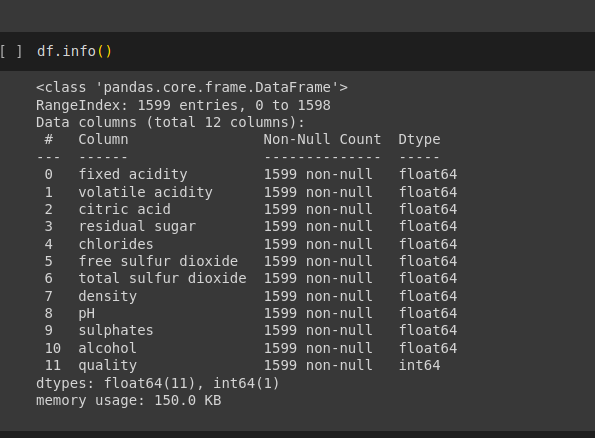 [ ] df.info()
<class 'pandas.core.frame.DataFrame'>
RangeIndex: 1599 entries, 0 to 1598
Data columns (total 12 columns):
 #   Column                Non-Null Count  Dtype
---  ------                --------------  -----
 0   fixed acidity         1599 non-null   float64
 1   volatile acidity      1599 non-null   float64
 2   citric acid           1599 non-null   float64
 3   residual sugar        1599 non-null   float64
 4   chlorides             1599 non-null   float64
 5   free sulfur dioxide   1599 non-null   float64
 6   total sulfur dioxide  1599 non-null   float64
 7   density               1599 non-null   float64
 8   pH                    1599 non-null   float64
 9   sulphates             1599 non-null   float64
 10  alcohol               1599 non-null   float64
 11  quality               1599 non-null   int64
dtypes: float64(11), int64(1)
memory usage: 150.0 KB